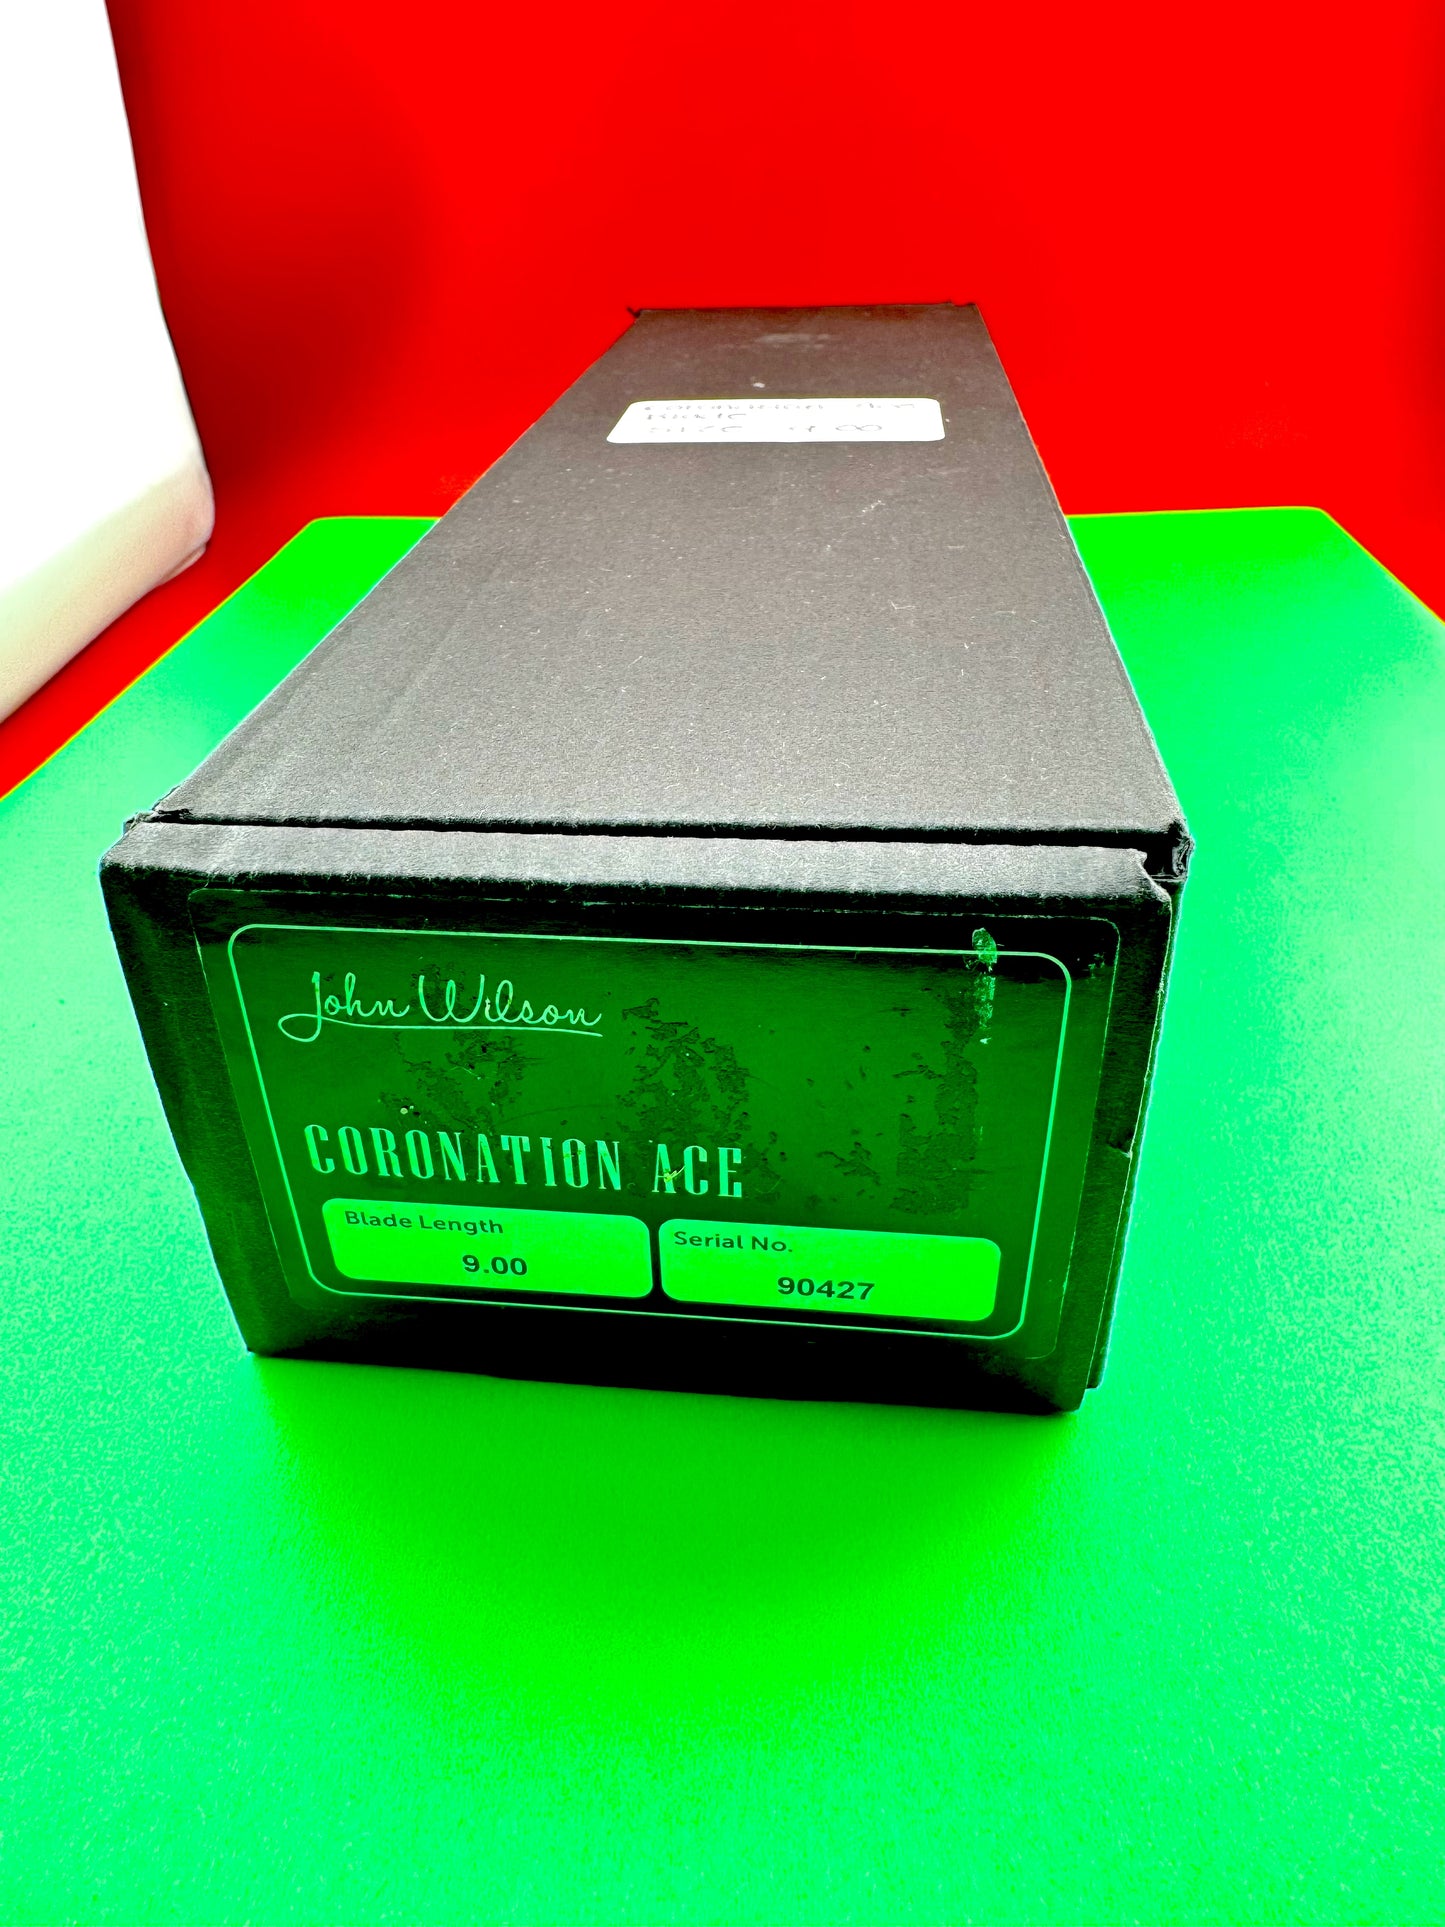 John Wilson
CORONATION ACE
Blade Length
9.00
Serial No.
90427